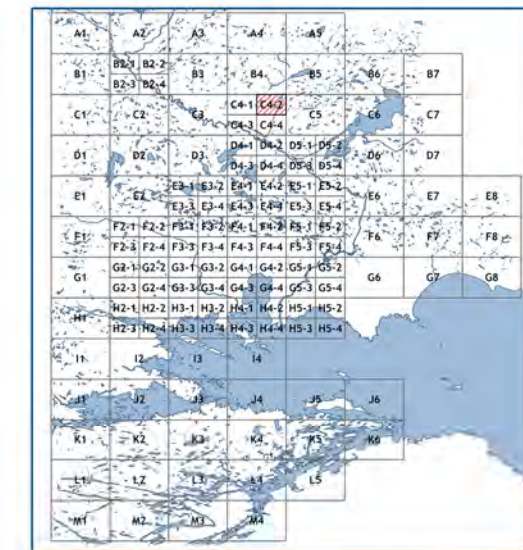 A1 A2 A3 A4 A5
B2-1 B2-2
B1 B3 B4 B5 B6 B7
B2-3 B2-4
C4-1 C4-2
C1 C2 C3 C5 C6 C7
C4-3 C4-4
D4-1 D4-2 D5-1 D5-2
D1 D2 D3 D6 D7
D4-3 D4-4 D5-3 D5-4
E3-1 E3-2 E4-1 E4-2 E5-1 E5-2
E1 E2 E6 E7 E8
E3-3 E3-4 E4-3 E4-4 E5-3 E5-4
F2-1 F2-2 F3-1 F3-2 F4-1 F4-2 F5-1 F5-2
F1 F6 F7 F8
F2-3 F2-4 F3-3 F3-4 F4-3 F4-4 F5-3 F5-4
G2-1 G2-2 G3-1 G3-2 G4-1 G4-2 G5-1 G5-2
G1 G6 G7 G8
G2-3 G2-4 G3-3 G3-4 G4-3 G4-4 G5-3 G5-4
H2-1 H2-2 H3-1 H3-2 H4-1 H4-2 H5-1 H5-2
H1
H2-3 H2-4 H3-3 H3-4 H4-3 H4-4 H5-3 H5-4
I1 I2 I3 I4
J1 J2 J3 J4 J5 J6
K1 K2 K3 K4 K5 K6
L1 L2 L3 L4 L5
M1 M2 M3 M4